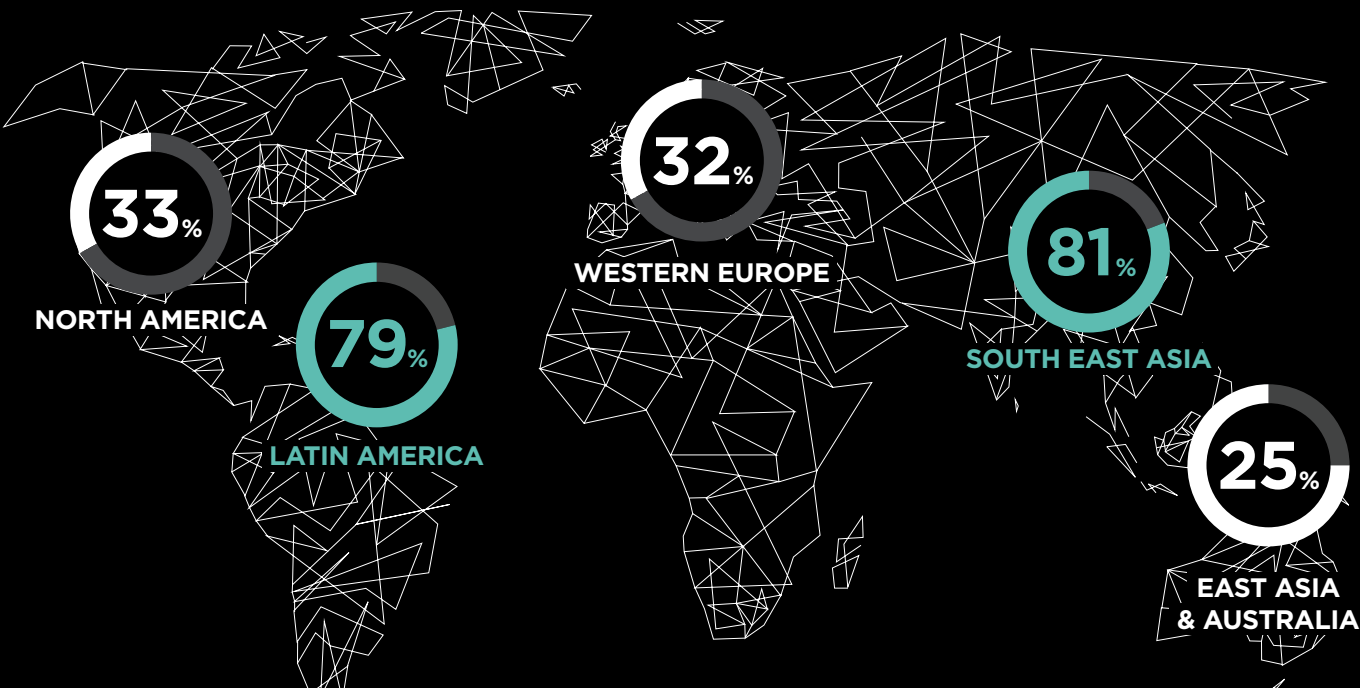 33%
NORTH AMERICA
79%
LATIN AMERICA
32%
WESTERN EUROPE
81%
SOUTH EAST ASIA
25%
EAST ASIA
& AUSTRALIA